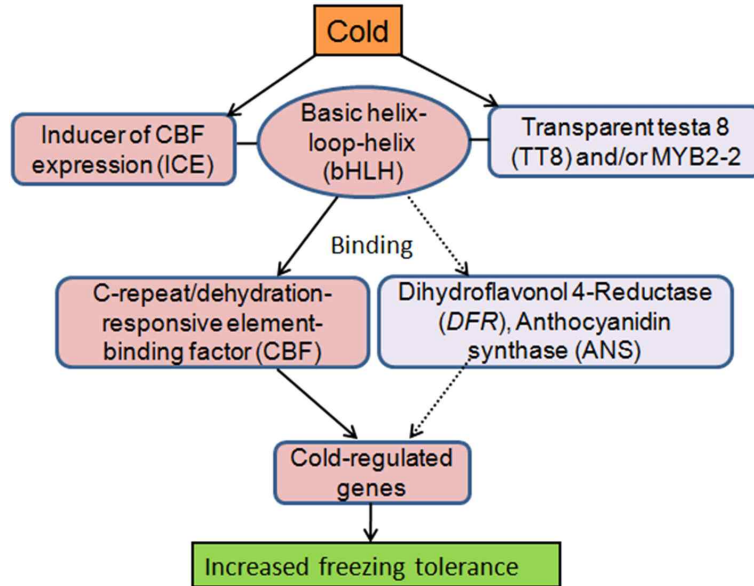 Cold
Inducer of CBF
expression (ICE)
Basic helix-
loop-helix
(bHLH)
Transparent testa 8
(TT8) and/or MYB2-2
Binding
C-repeat/dehydration-
responsive element-
binding factor (CBF)
Dihydroflavonol 4-Reductase
(DFR), Anthocyanidin
synthase (ANS)
Cold-regulated
genes
Increased freezing tolerance